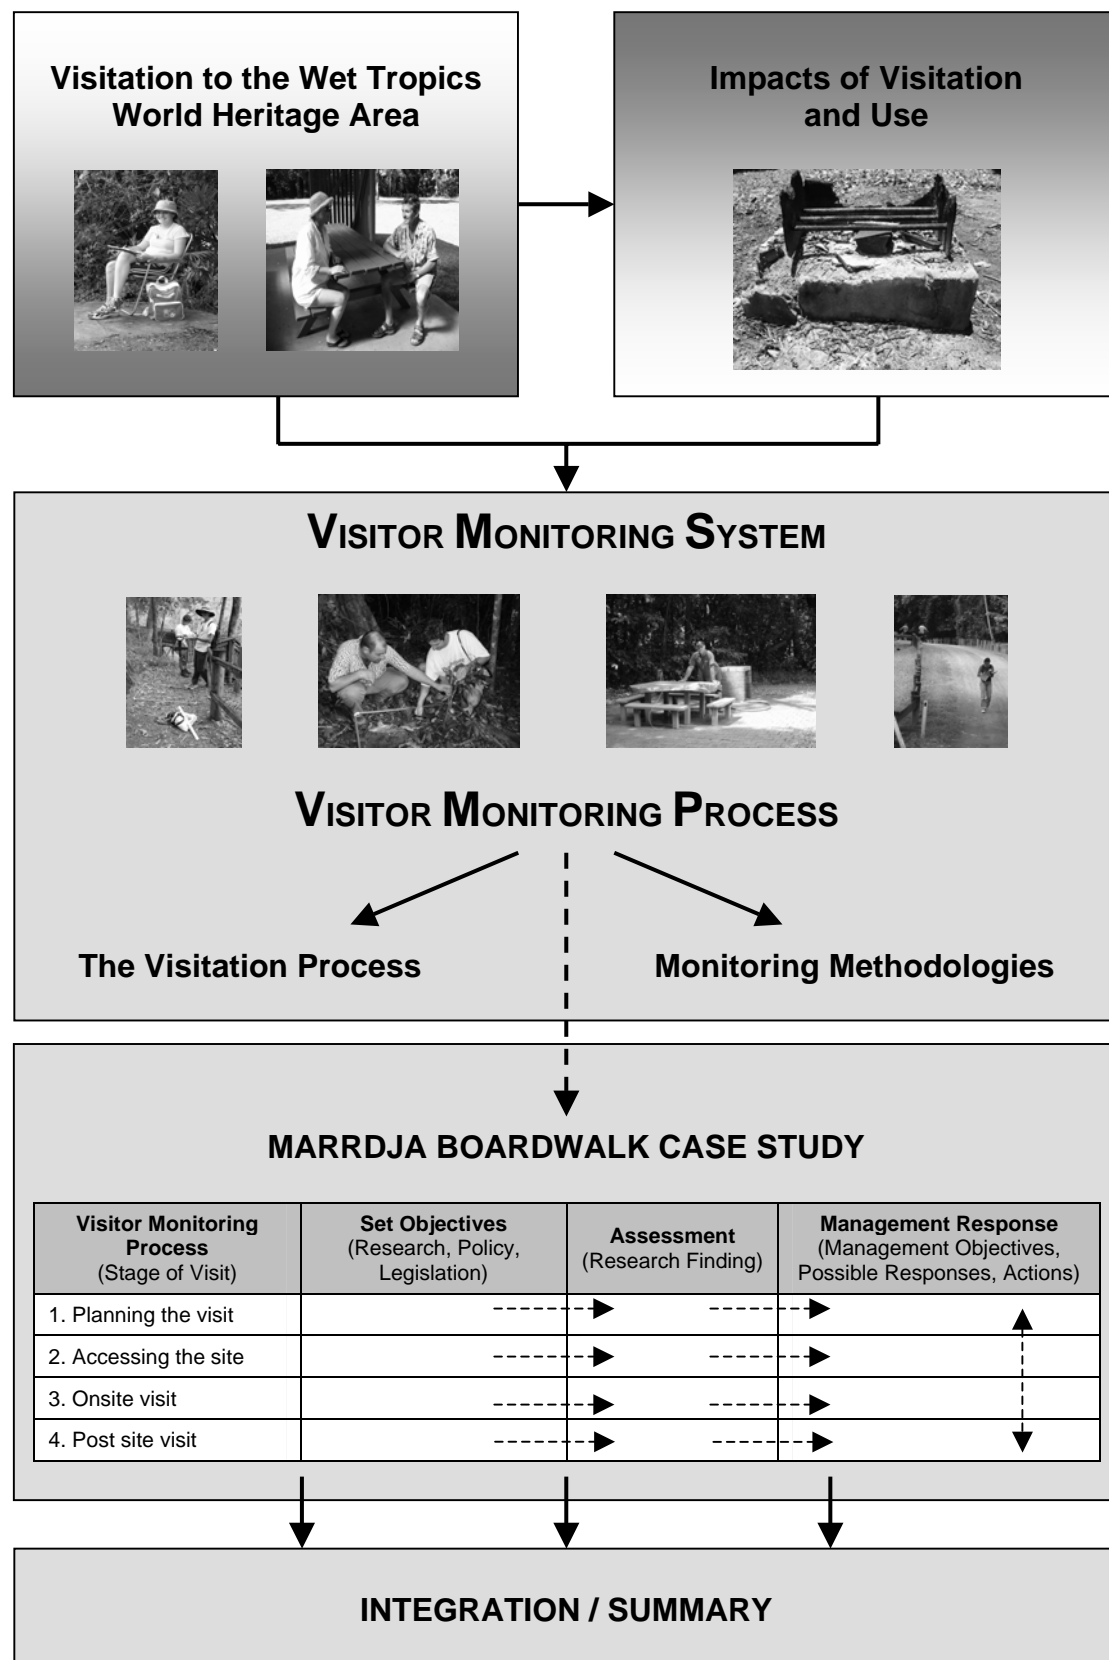 Visitation to the Wet Tropics
World Heritage Area
Impacts of Visitation
and Use
VISITOR MONITORING SYSTEM
VISITOR MONITORING PROCESS
The Visitation Process
Monitoring Methodologies
MARRDJA BOARDWALK CASE STUDY
Visitor Monitoring
Process
(Stage of Visit)
Set Objectives
(Research, Policy,
Legislation)
Assessment
(Research Finding)
Management Response
(Management Objectives,
Possible Responses, Actions)
1. Planning the visit
2. Accessing the site
3. Onsite visit
4. Post site visit
INTEGRATION / SUMMARY